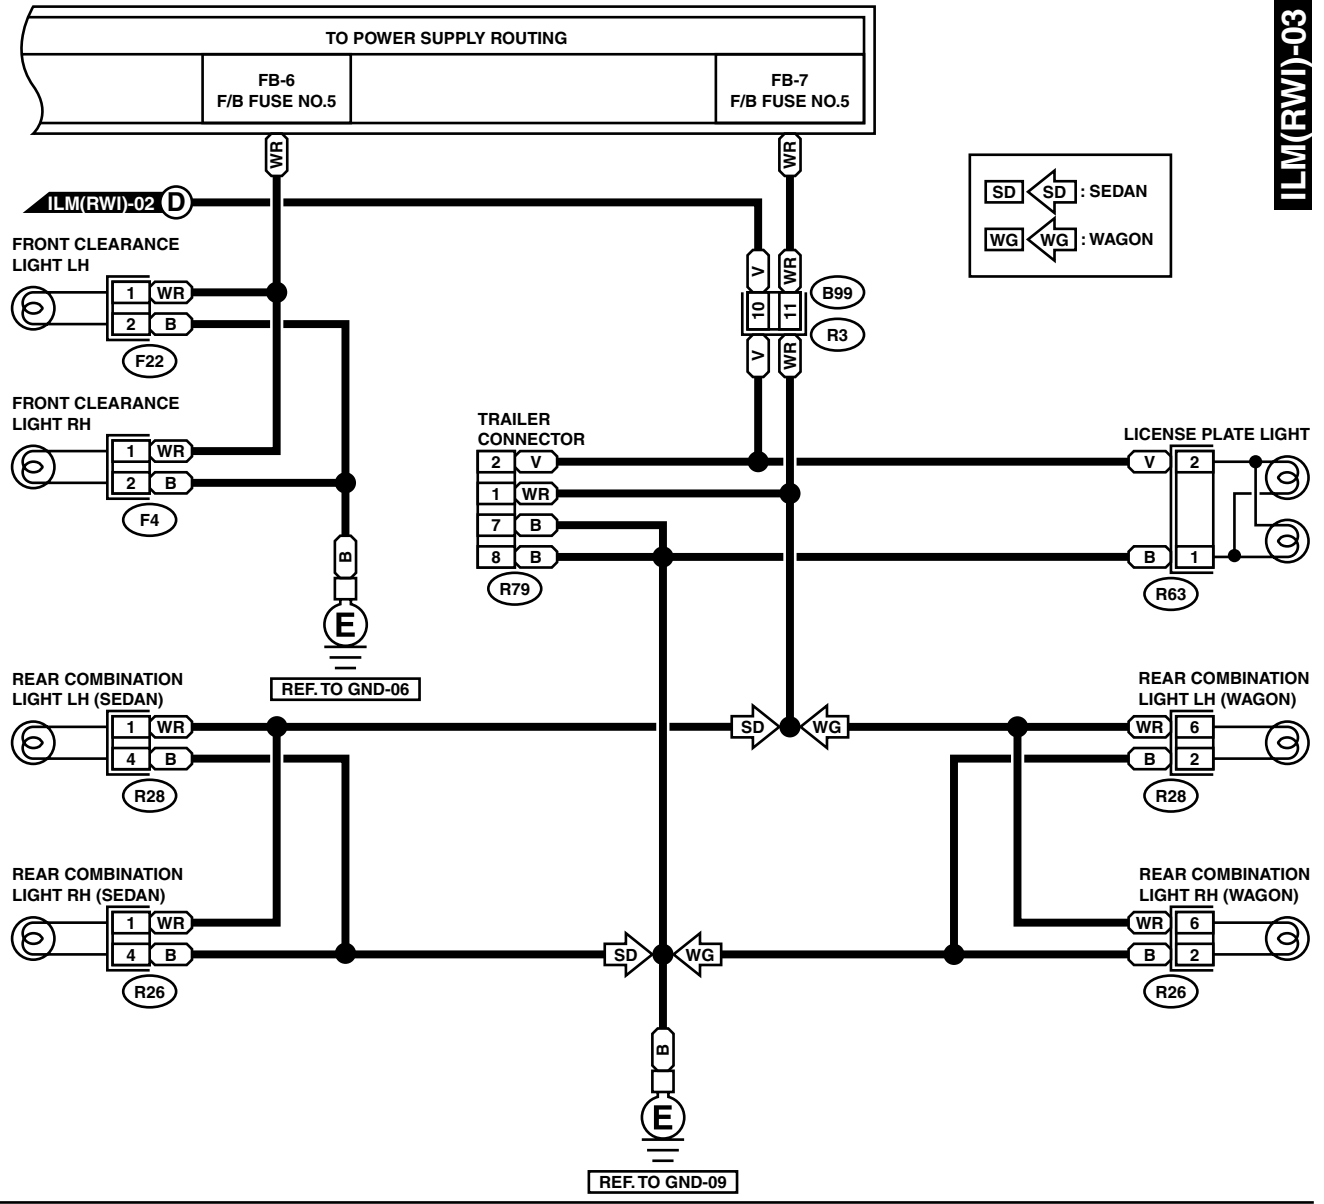 TO POWER SUPPLY ROUTING
FB-6
F/B FUSE NO.5
FB-7
F/B FUSE NO.5
ILM(RWI)-03
WR
WR
SD SD : SEDAN
WG WG : WAGON
ILM(RWI)-02 D
FRONT CLEARANCE
LIGHT LH
1 WR
2 B
F22
V WR
10 11
B99
R3
V WR
FRONT CLEARANCE
LIGHT RH
1 WR
2 B
F4
B
E
REF. TO GND-06
TRAILER
CONNECTOR
2 V
1 WR
7 B
8 B
R79
LICENSE PLATE LIGHT
V 2
B 1
R63
REAR COMBINATION
LIGHT LH (SEDAN)
1 WR
4 B
R28
SD WG
REAR COMBINATION
LIGHT LH (WAGON)
WR 6
B 2
R28
REAR COMBINATION
LIGHT RH (SEDAN)
1 WR
4 B
R26
SD WG
REAR COMBINATION
LIGHT RH (WAGON)
WR 6
B 2
R26
B
E
REF. TO GND-09